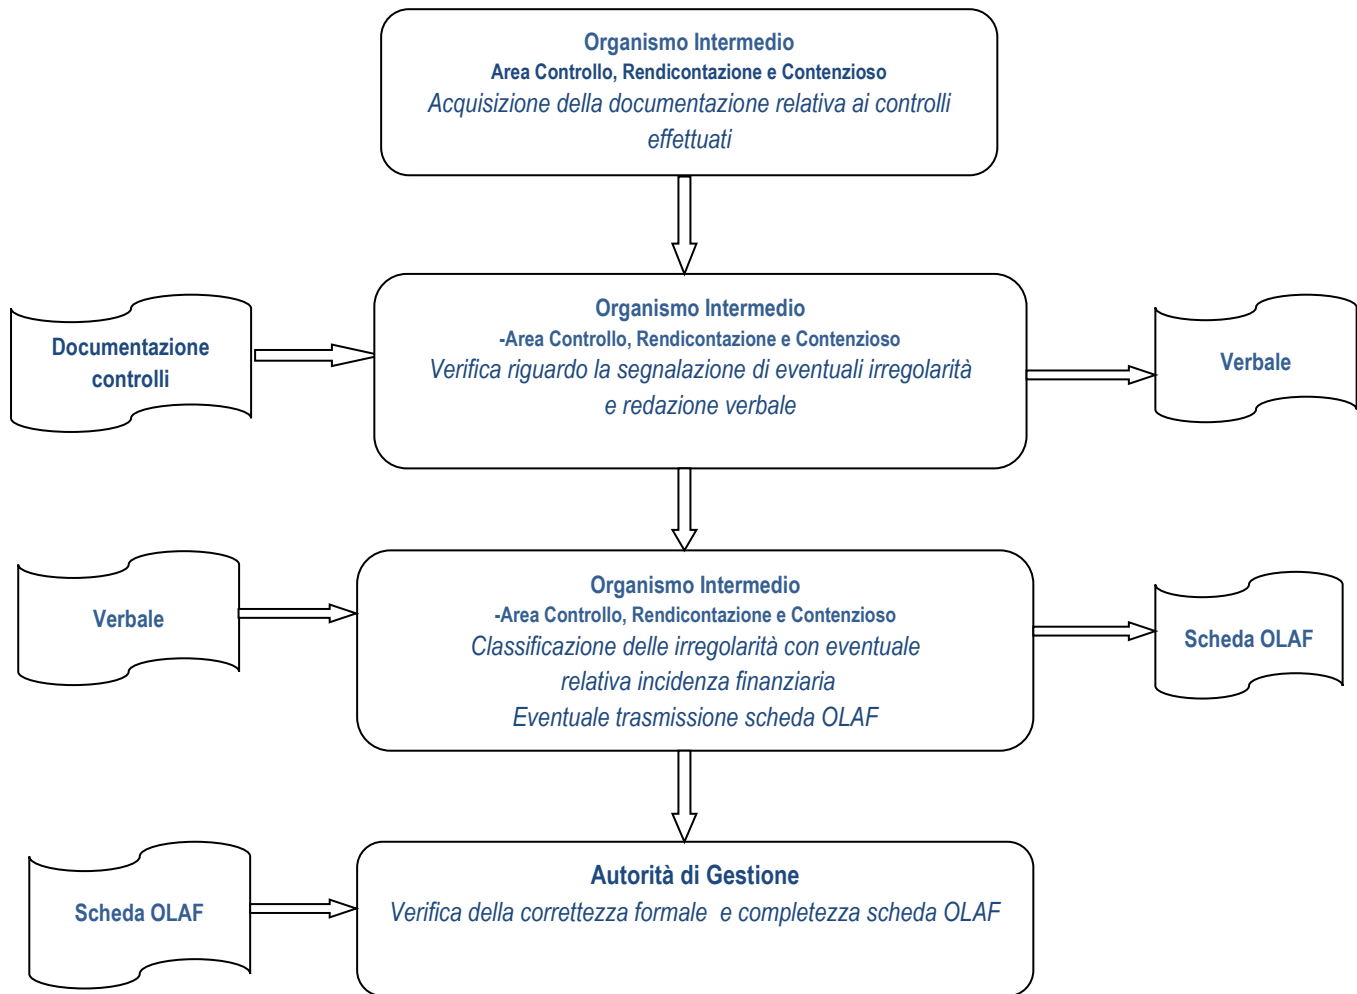 Organismo Intermedio
Area Controllo, Rendicontazione e Contenzioso
Acquisizione della documentazione relativa ai controlli
effettuati
Documentazione
controlli
Organismo Intermedio
-Area Controllo, Rendicontazione e Contenzioso
Verifica riguardo la segnalazione di eventuali irregolarità
e redazione verbale
Verbale
Verbale
Organismo Intermedio
-Area Controllo, Rendicontazione e Contenzioso
Classificazione delle irregolarità con eventuale
relativa incidenza finanziaria
Eventuale trasmissione scheda OLAF
Scheda OLAF
Scheda OLAF
Autorità di Gestione
Verifica della correttezza formale e completezza scheda OLAF